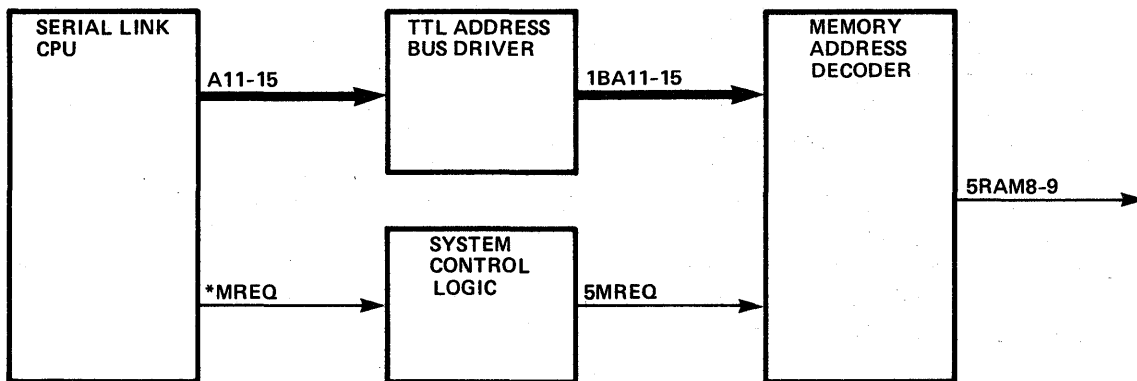 SERIAL LINK
CPU
TTL ADDRESS
BUS DRIVER
MEMORY
ADDRESS
DECODER
A11-15
1BA11-15
5RAM8-9
SYSTEM
CONTROL
LOGIC
*MREQ
5MREQ